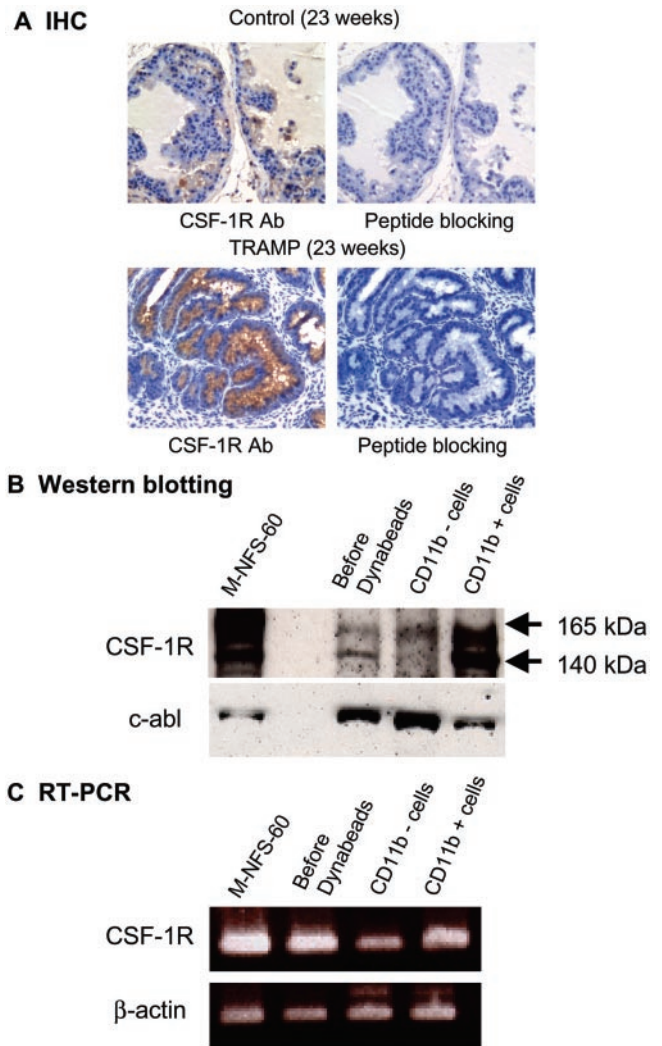 A IHC
Control (23 weeks)
CSF-1R Ab
Peptide blocking
TRAMP (23 weeks)
CSF-1R Ab
Peptide blocking
B Western blotting
M-NFS-60
Before
Dynabeads
CD11b - cells
CD11b + cells
CSF-1R
165 kDa
140 kDa
c-abl
C RT-PCR
M-NFS-60
Before
Dynabeads
CD11b - cells
CD11b + cells
CSF-1R
β-actin